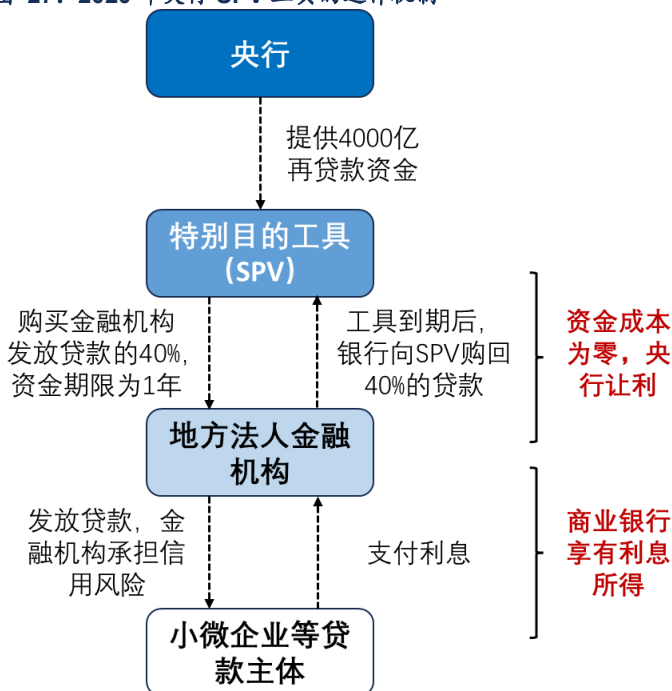 央行
提供4000亿
再贷款资金
特别目的工具
(SPV)
购买金融机构
发放贷款的40%,
资金期限为1年
工具到期后,
银行向SPV购回
40%的贷款
资金成本
为零，央
行让利
地方法人金融
机构
发放贷款，金
融机构承担信
用风险
支付利息
商业银行
享有利息
所得
小微企业等贷
款主体